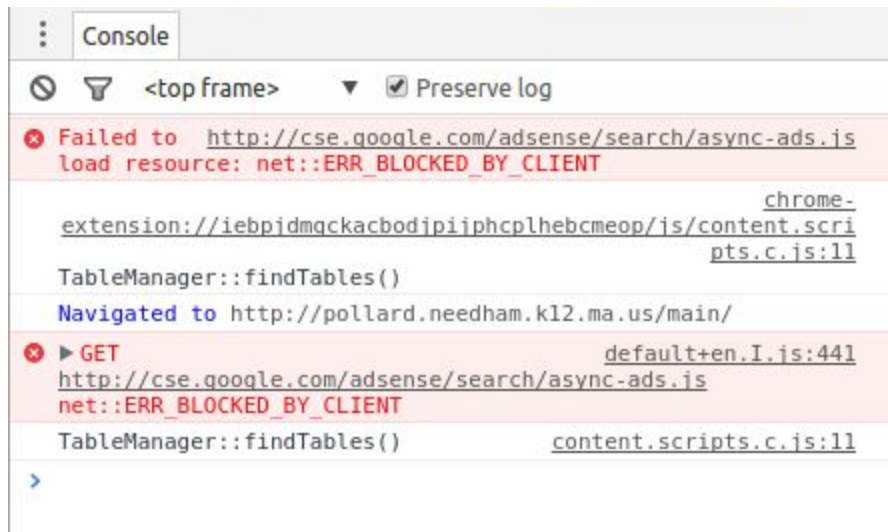 Console
<top frame> ▼ Preserve log
Failed to http://cse.google.com/adsense/search/async-ads.js
load resource: net::ERR_BLOCKED_BY_CLIENT
chrome-
extension://iebpjdmgckacbodjpijphcplhebcmeop/js/content.scri
pts.c.js:11
TableManager::findTables()
Navigated to http://pollard.needham.k12.ma.us/main/
▶ GET default+en.I.js:441
http://cse.google.com/adsense/search/async-ads.js
net::ERR_BLOCKED_BY_CLIENT
TableManager::findTables() content.scripts.c.js:11
>